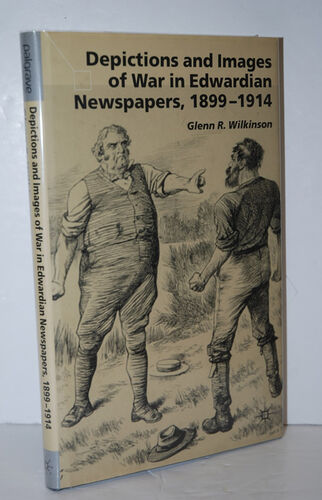 Depictions and Images
of War in Edwardian
Newspapers, 1899–1914
Glenn R. Wilkinson
palgrave
Depictions and Images of War in Edwardian Newspapers, 1899–1914